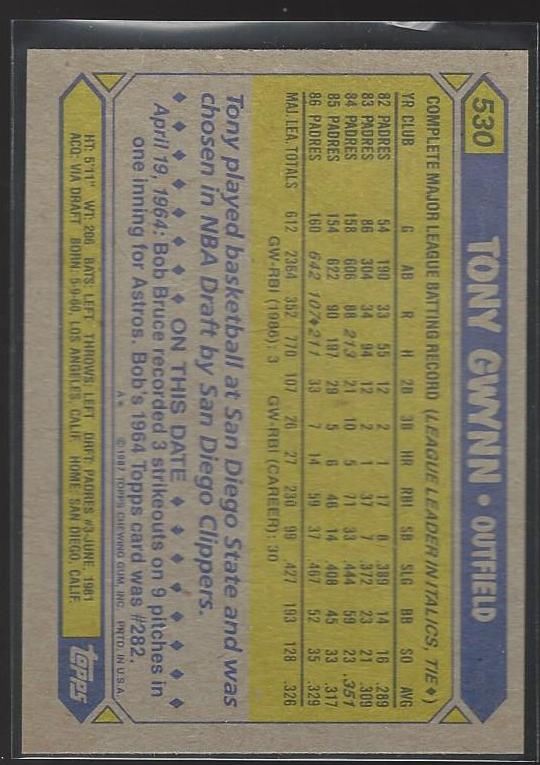 530 TONY GWYNN • OUTFIELD
COMPLETE MAJOR LEAGUE BATTING RECORD (LEAGUE LEADER IN ITALICS, TIE♦)
YR CLUB G AB R H 2B 3B HR RBI SB SLG BB SO AVG
82 PADRES 54 190 33 55 12 2 1 17 8 .389 14 16 .289
83 PADRES 86 304 34 94 12 2 1 37 7 .372 23 21 .309
84 PADRES 158 606 88 213 21 10 5 71 33 .444 59 23 .351
85 PADRES 154 622 90 197 29 5 6 46 14 .408 45 33 .317
86 PADRES 160 642 107♦ 211 33 7 14 59 37 .467 52 35 .329
MAJ. LEA. TOTALS 612 2364 352 770 107 26 27 230 99 .427 193 128 .326
GW-RBI (1986): 3 GW-RBI (CAREER): 30
Tony played basketball at San Diego State and was
chosen in NBA Draft by San Diego Clippers.
♦ ♦ ♦ ♦ ♦ ♦ ♦ ON THIS DATE ♦ ♦ ♦ ♦ ♦ ♦ ♦
April 19, 1964: Bob Bruce recorded 3 strikeouts on 9 pitches in
one inning for Astros. Bob's 1964 Topps card was #282.
A* © 1987 TOPPS CHEWING GUM, INC. PRTD. IN U.S.A.
HT: 5'11" WT: 206 BATS: LEFT THROWS: LEFT DRFT: PADRES #3-JUNE, 1981
ACQ: VIA DRAFT BORN: 5-9-60, LOS ANGELES, CALIF. HOME: SAN DIEGO, CALIF.
topps